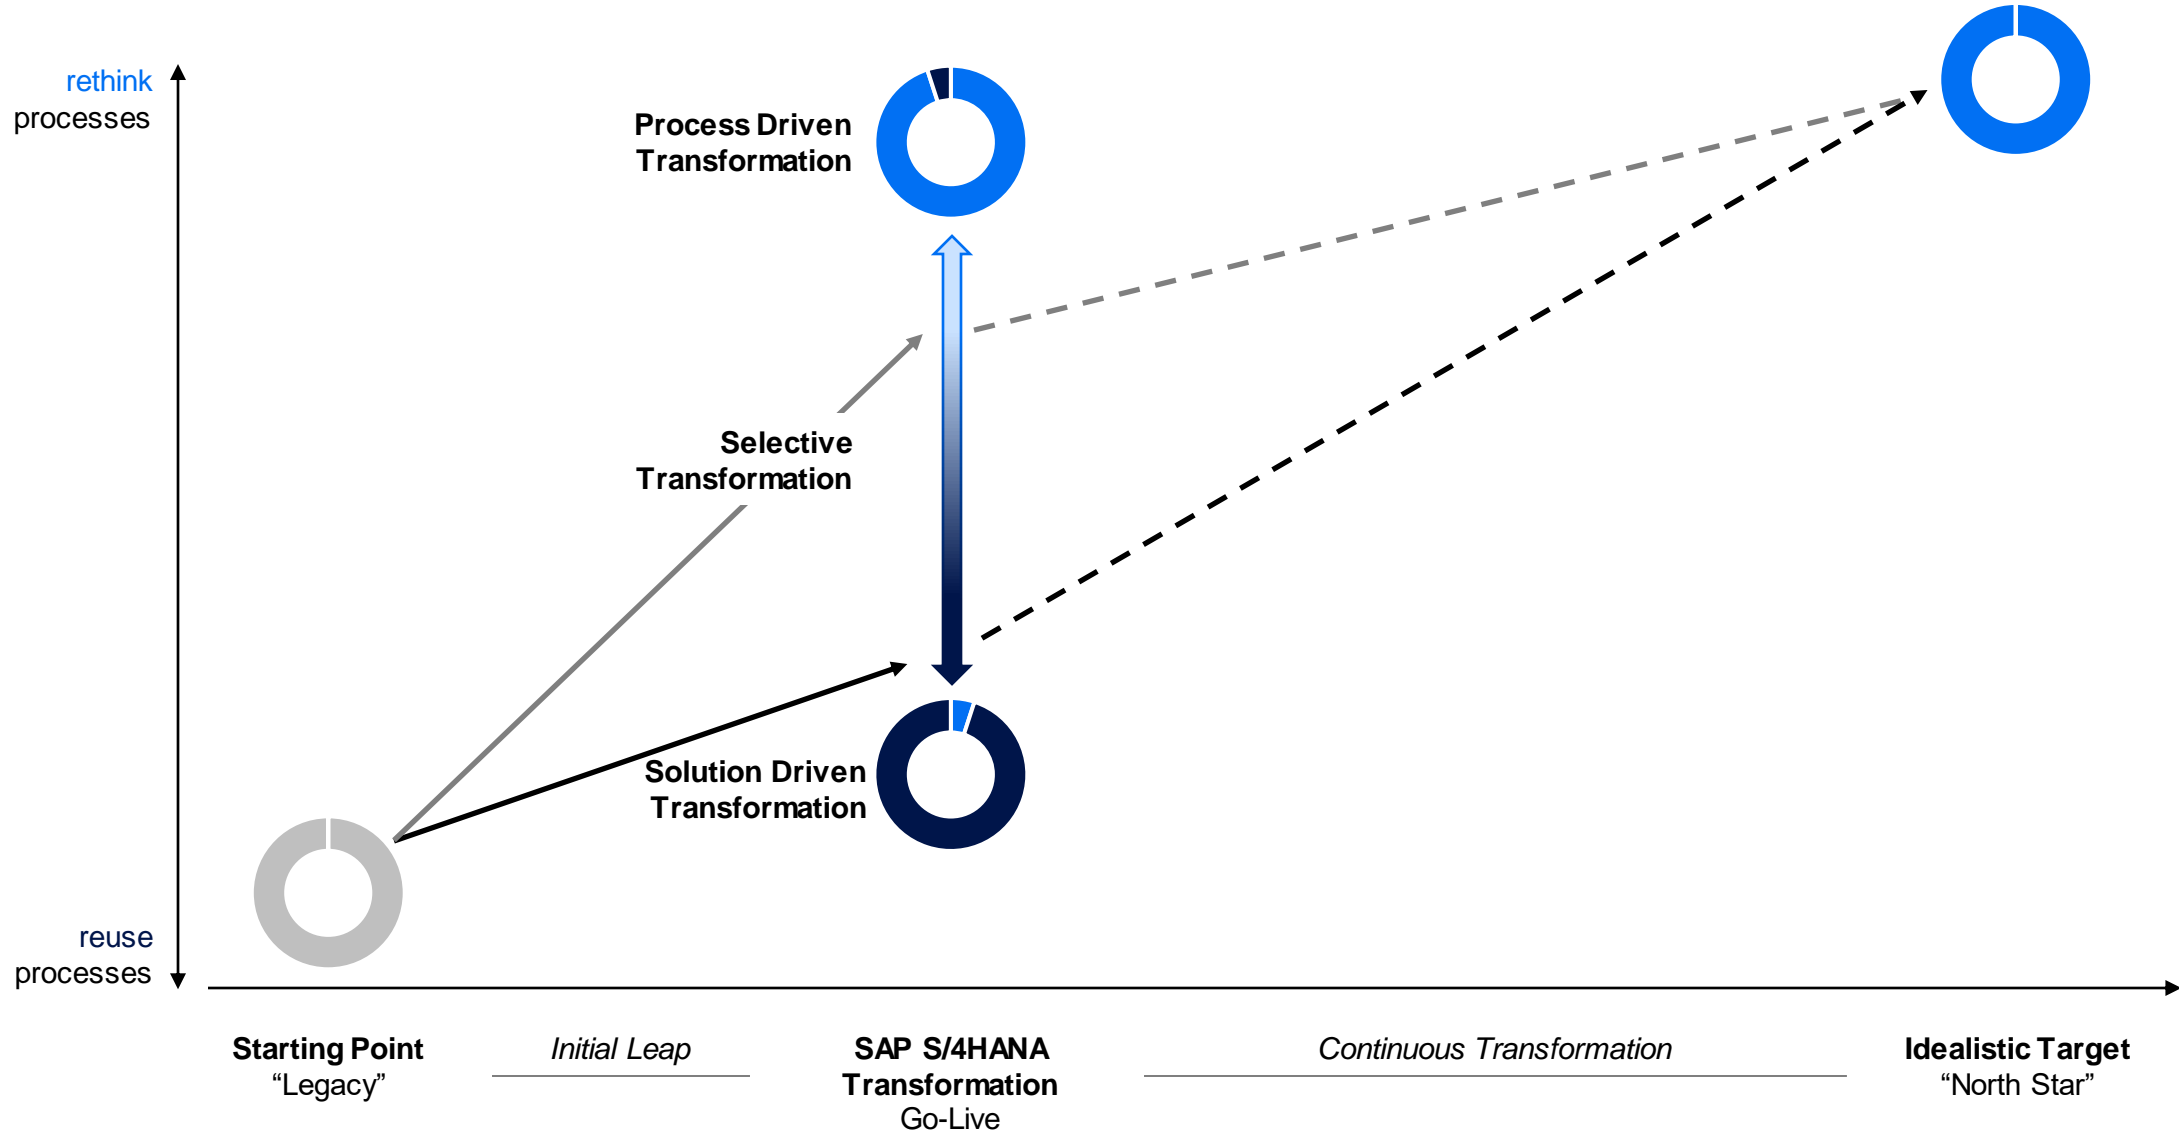 rethink
processes
Process Driven
Transformation
Selective
Transformation
Solution Driven
Transformation
reuse
processes
Starting Point
“Legacy”
Initial Leap
SAP S/4HANA
Transformation
Go-Live
Continuous Transformation
Idealistic Target
“North Star”